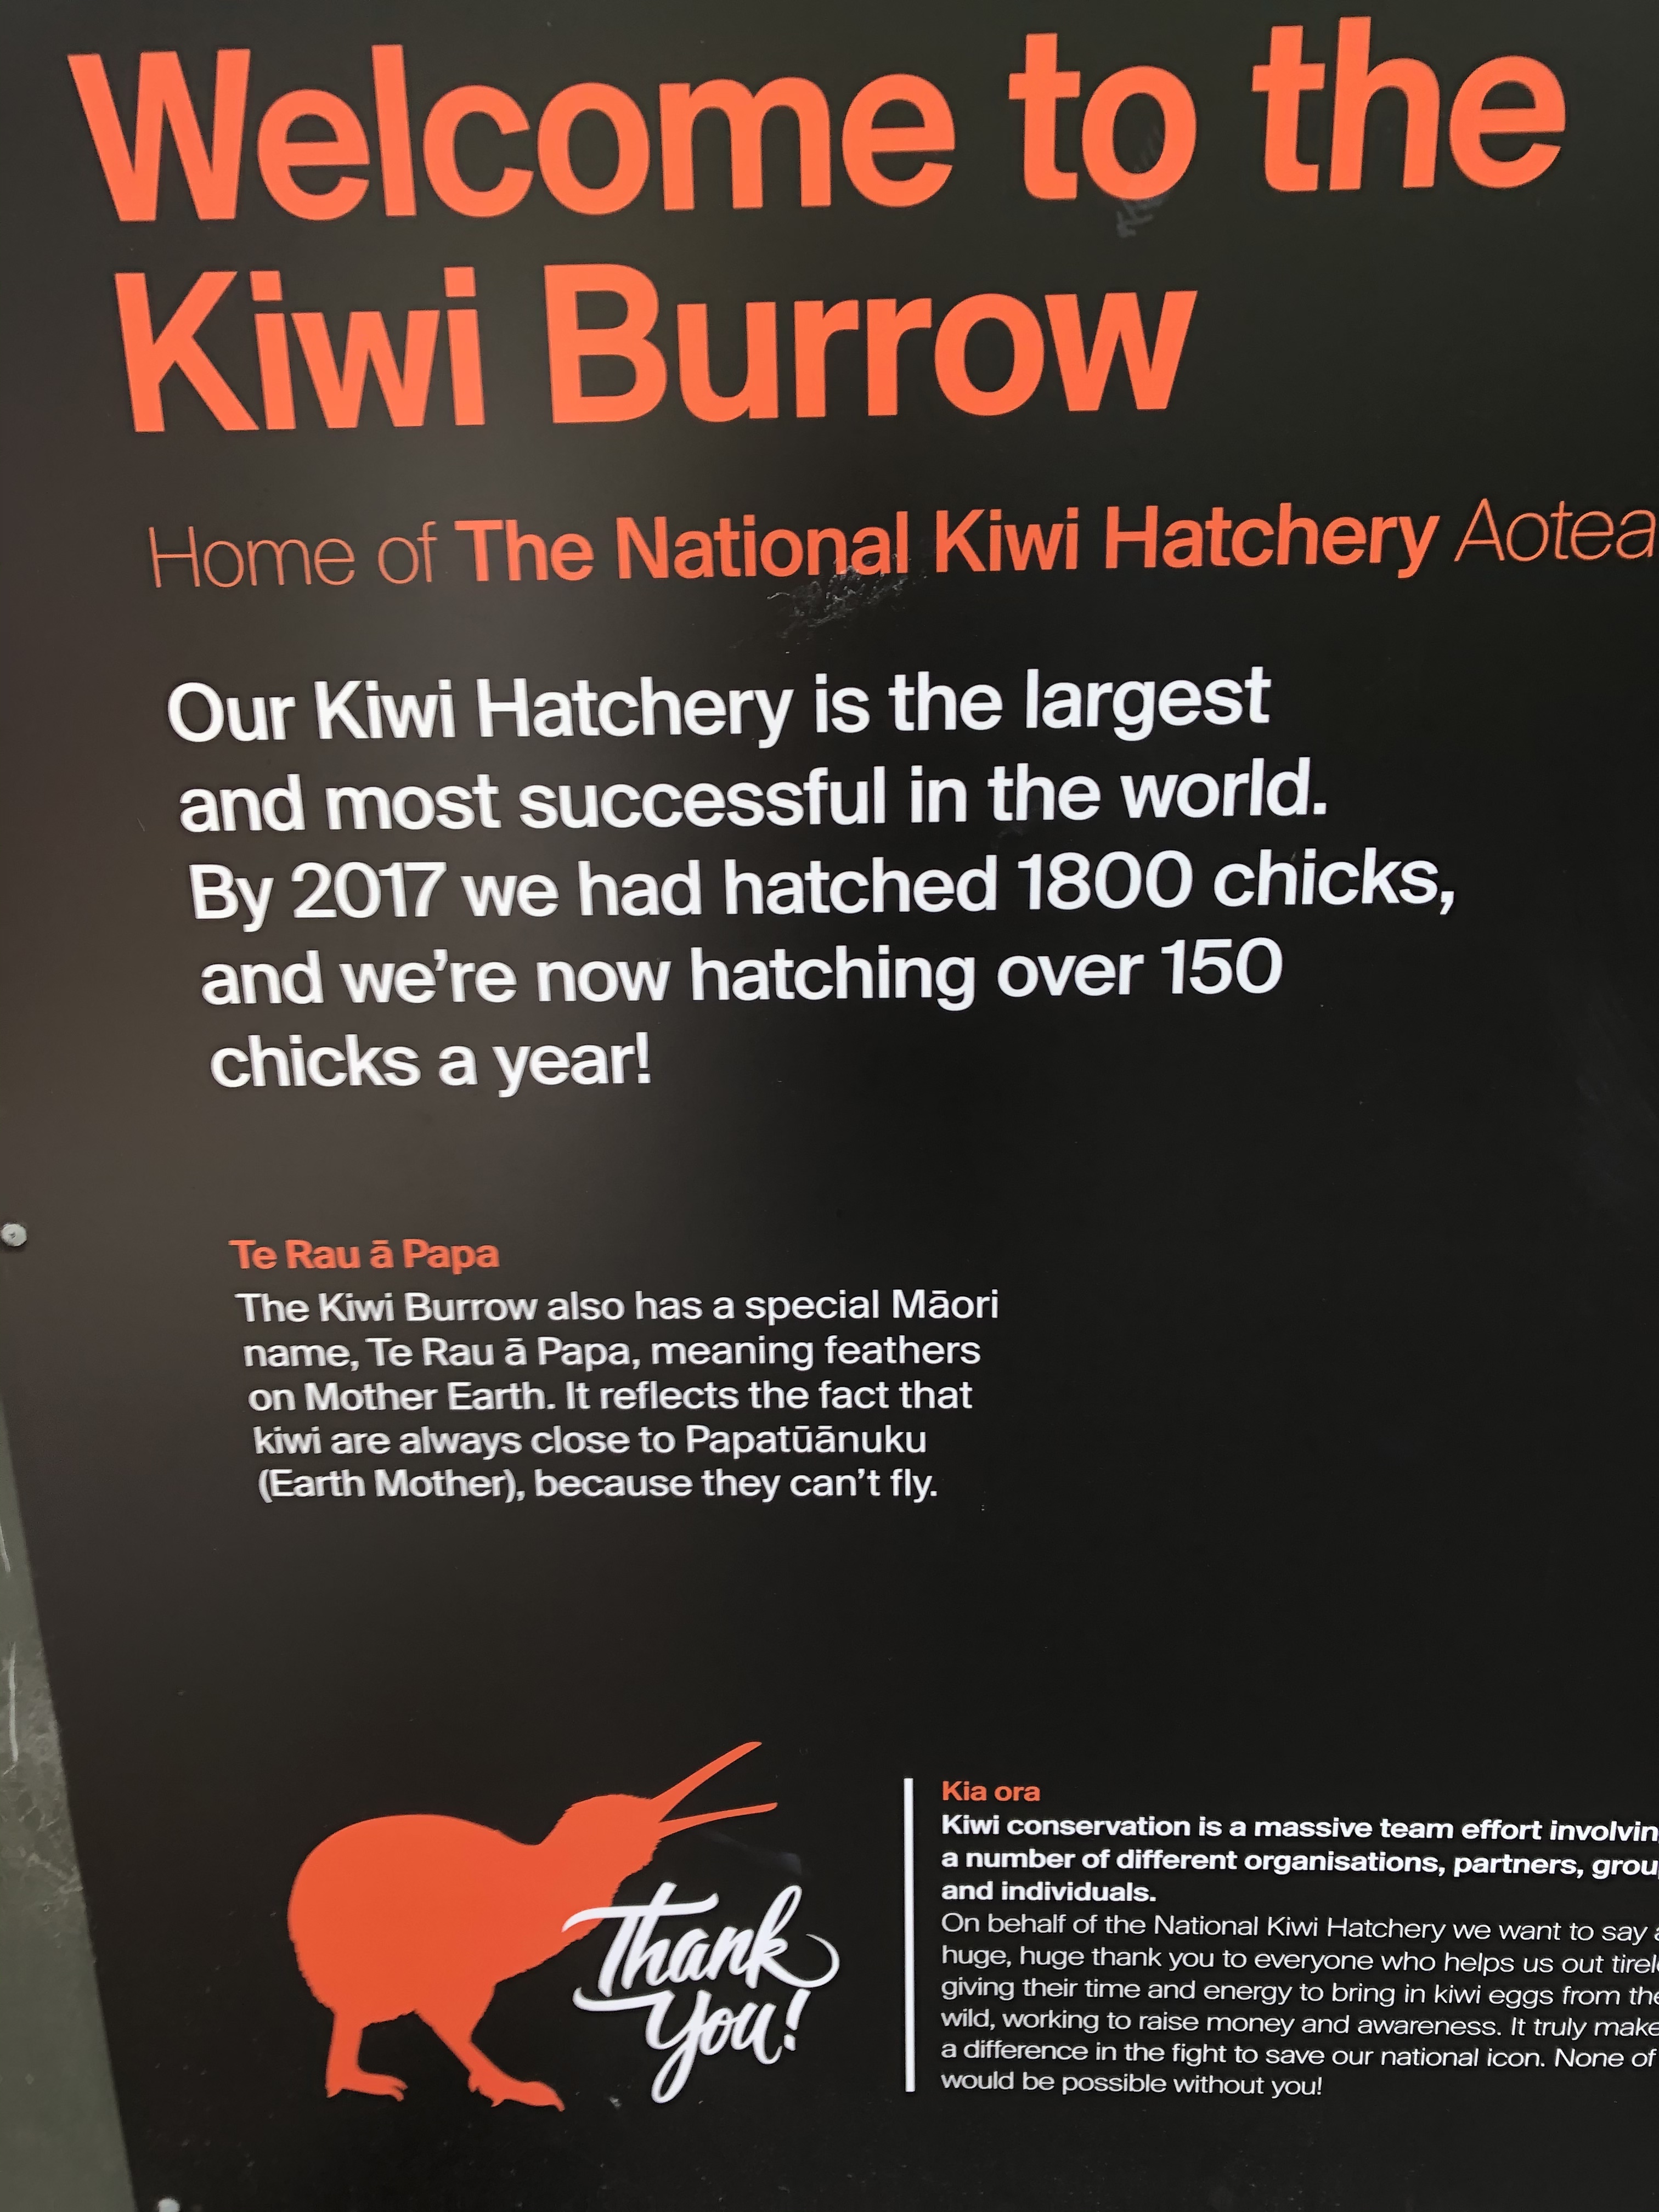 Welcome to the
Kiwi Burrow
Home of The National Kiwi Hatchery Aotea
Our Kiwi Hatchery is the largest
and most successful in the world.
By 2017 we had hatched 1800 chicks,
and we're now hatching over 150
chicks a year!
Te Rau ā Papa
The Kiwi Burrow also has a special Māori
name, Te Rau ā Papa, meaning feathers
on Mother Earth. It reflects the fact that
kiwi are always close to Papatūānuku
(Earth Mother), because they can't fly.
Thank
You!
Kia ora
Kiwi conservation is a massive team effort involvin
a number of different organisations, partners, grou
and individuals.
On behalf of the National Kiwi Hatchery we want to say a
huge, huge thank you to everyone who helps us out tirele
giving their time and energy to bring in kiwi eggs from the
wild, working to raise money and awareness. It truly make
a difference in the fight to save our national icon. None of
would be possible without you!